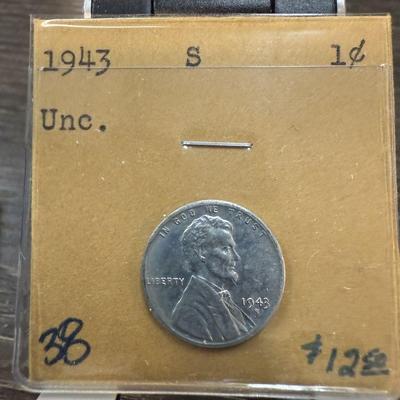 1943 S 1¢
Unc.
IN GOD WE TRUST
LIBERTY
1943
S
38
$12.00